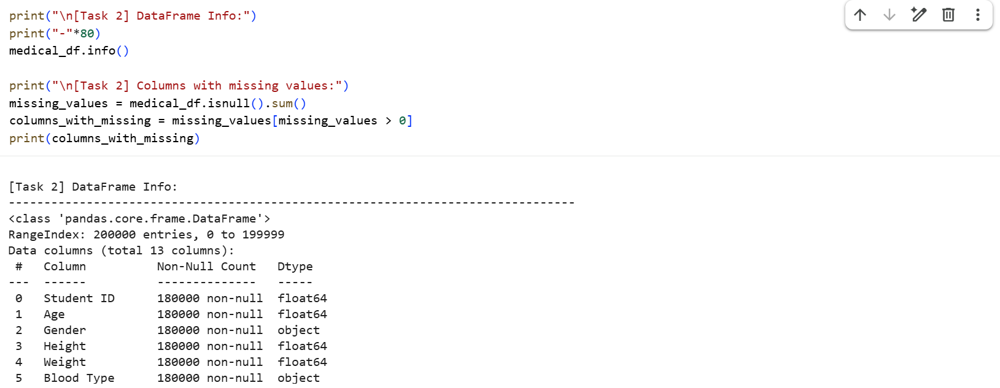 print("\n[Task 2] DataFrame Info:")
print("-"*80)
medical_df.info()

print("\n[Task 2] Columns with missing values:")
missing_values = medical_df.isnull().sum()
columns_with_missing = missing_values[missing_values > 0]
print(columns_with_missing)

[Task 2] DataFrame Info:
--------------------------------------------------------------------------------
<class 'pandas.core.frame.DataFrame'>
RangeIndex: 200000 entries, 0 to 199999
Data columns (total 13 columns):
 #   Column          Non-Null Count   Dtype
---  ------          --------------   -----
 0   Student ID      180000 non-null  float64
 1   Age             180000 non-null  float64
 2   Gender          180000 non-null  object
 3   Height          180000 non-null  float64
 4   Weight          180000 non-null  float64
 5   Blood Type      180000 non-null  object